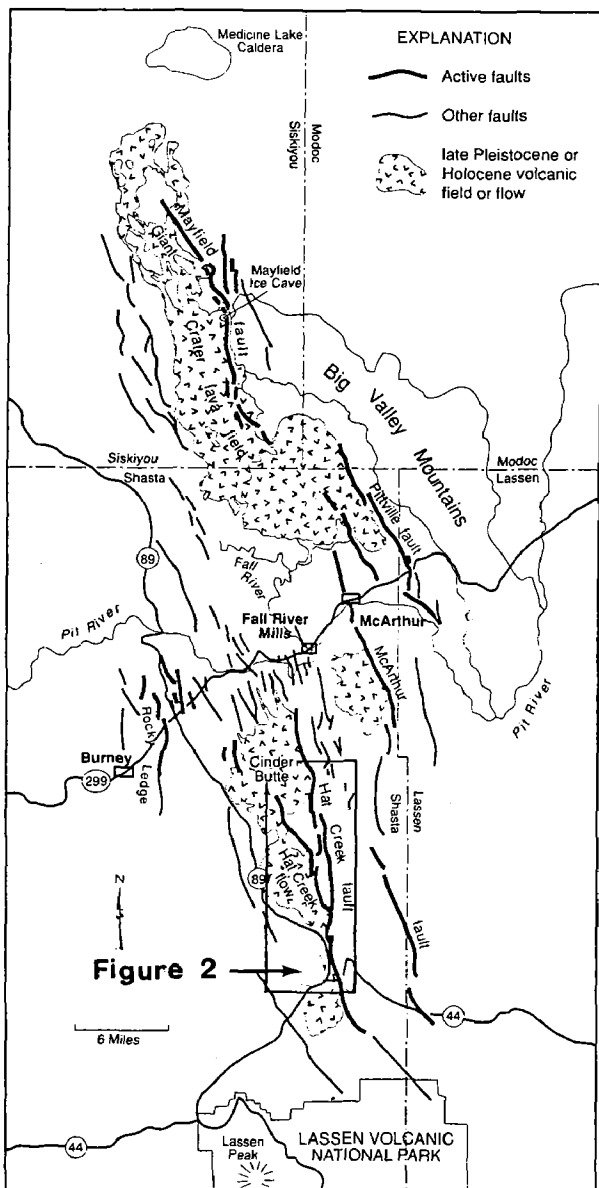 Medicine Lake
Caldera
EXPLANATION
Active faults
Other faults
late Pleistocene or
Holocene volcanic
field or flow
Siskiyou
Modoc
Mayfield
fault
Giant
Crater
lava
field
Mayfield
Ice Cave
Big Valley
Mountains
Siskiyou
Shasta
Modoc
Lassen
Pittville fault
89
Fall
River
Pit River
Fall River
Mills
McArthur
McArthur
fault
Pit River
Rocky
Ledge
Burney
299
Cinder
Butte
Hat
Creek
fault
Lassen
Shasta
89
Hat Creek
flow
N
Figure 2
6 Miles
44
44
Lassen
Peak
LASSEN VOLCANIC
NATIONAL PARK